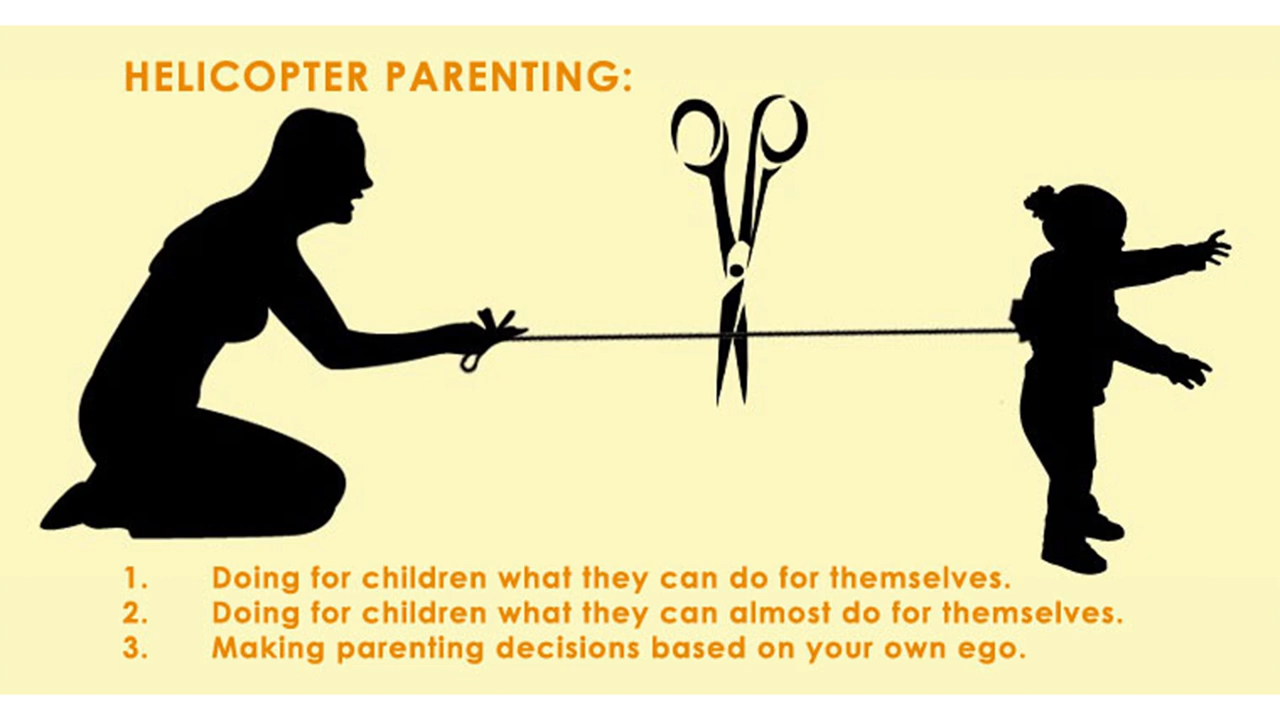 HELICOPTER PARENTING:
1. Doing for children what they can do for themselves.
2. Doing for children what they can almost do for themselves.
3. Making parenting decisions based on your own ego.